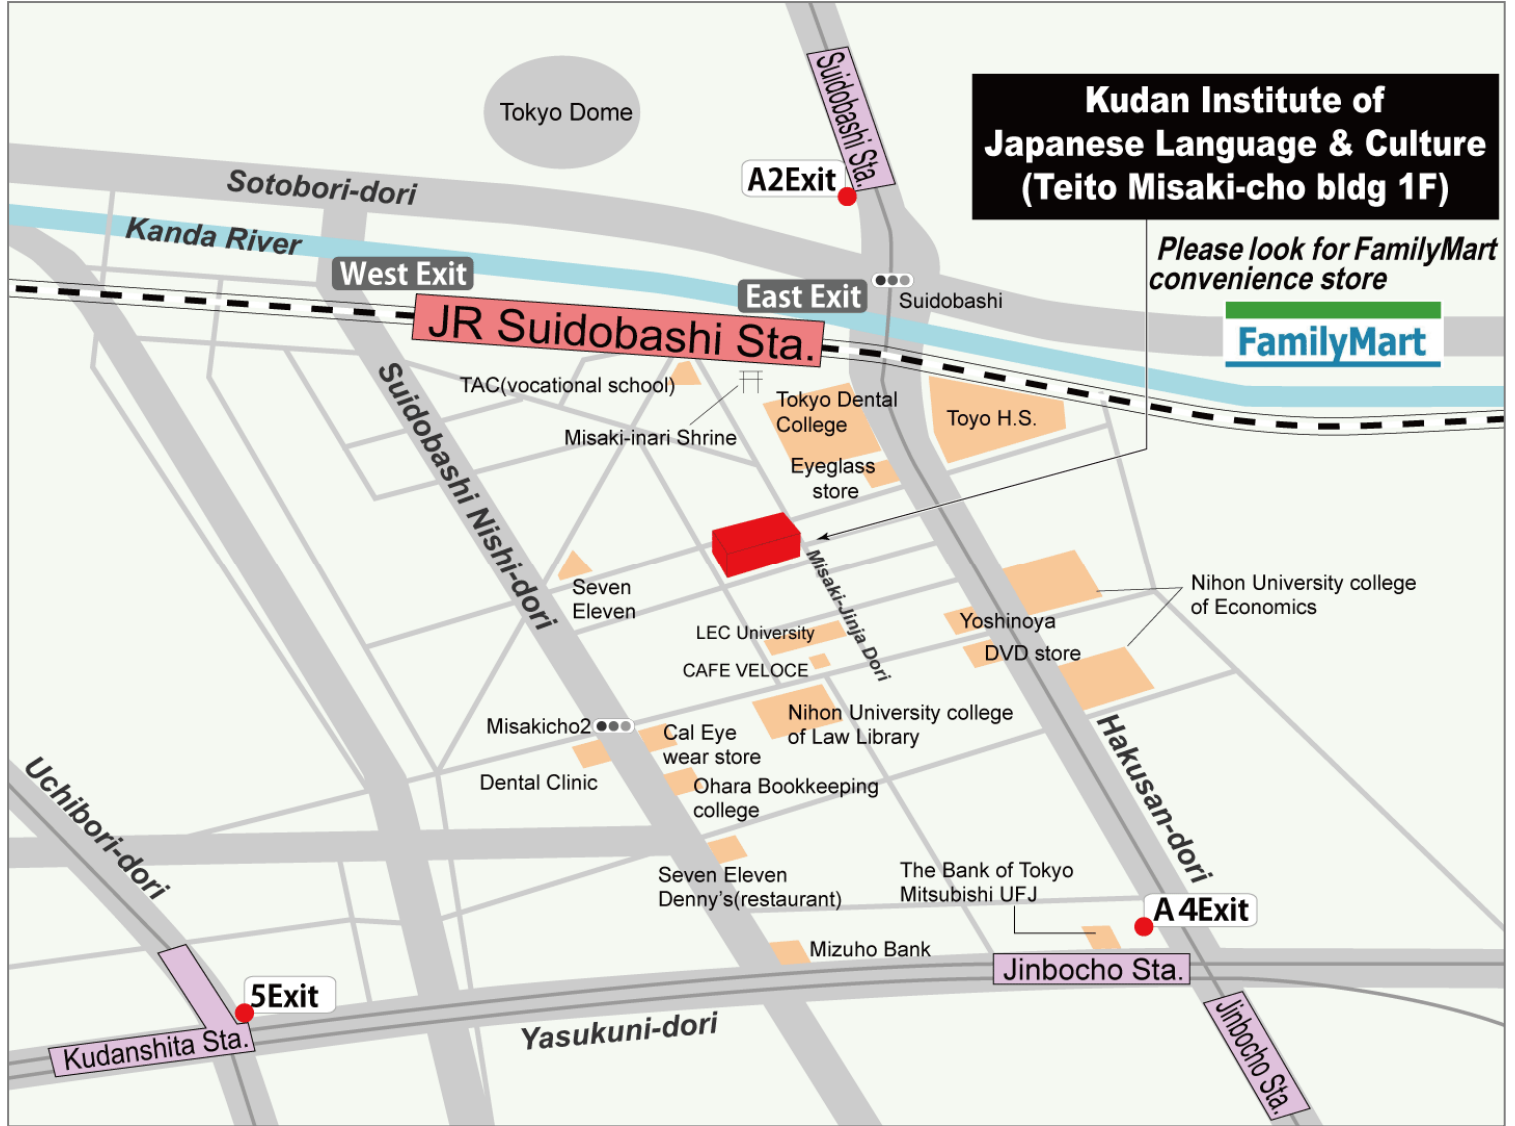 Tokyo Dome
Suidobashi Sta.
Kudan Institute of
Japanese Language & Culture
(Teito Misaki-cho bldg 1F)
A2Exit
Sotobori-dori
Kanda River
Please look for FamilyMart
convenience store
FamilyMart
West Exit
East Exit
Suidobashi
JR Suidobashi Sta.
TAC(vocational school)
Misaki-inari Shrine
Tokyo Dental
College
Toyo H.S.
Eyeglass
store
Suidobashi Nishi-dori
Misaki-Jinja Dori
Seven
Eleven
Nihon University college
of Economics
LEC University
Yoshinoya
DVD store
CAFE VELOCE
Nihon University college
of Law Library
Misakicho2
Cal Eye
wear store
Dental Clinic
Ohara Bookkeeping
college
Hakusan-dori
Uchibori-dori
Seven Eleven
Denny's(restaurant)
The Bank of Tokyo
Mitsubishi UFJ
A4Exit
Mizuho Bank
Jinbocho Sta.
5Exit
Kudanshita Sta.
Yasukuni-dori
Jinbocho Sta.